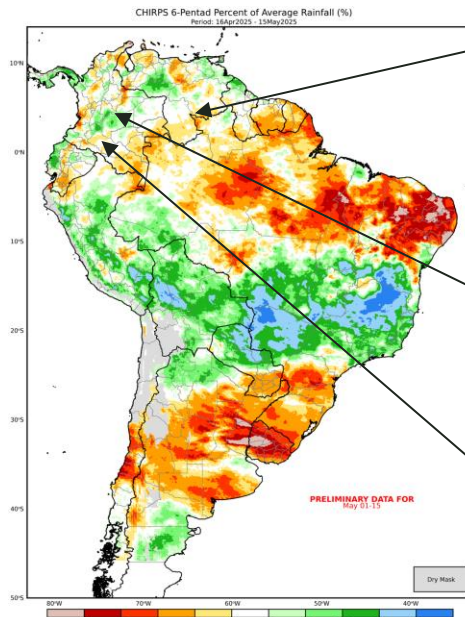 CHIRPS 6-Pentad Percent of Average Rainfall (%)
Period: 16Apr2025 - 15May2025
10°N
0°N
10°S
20°S
30°S
40°S
50°S
PRELIMINARY DATA FOR
May 01-15
Dry Mask
80°W
70°W
60°W
50°W
40°W